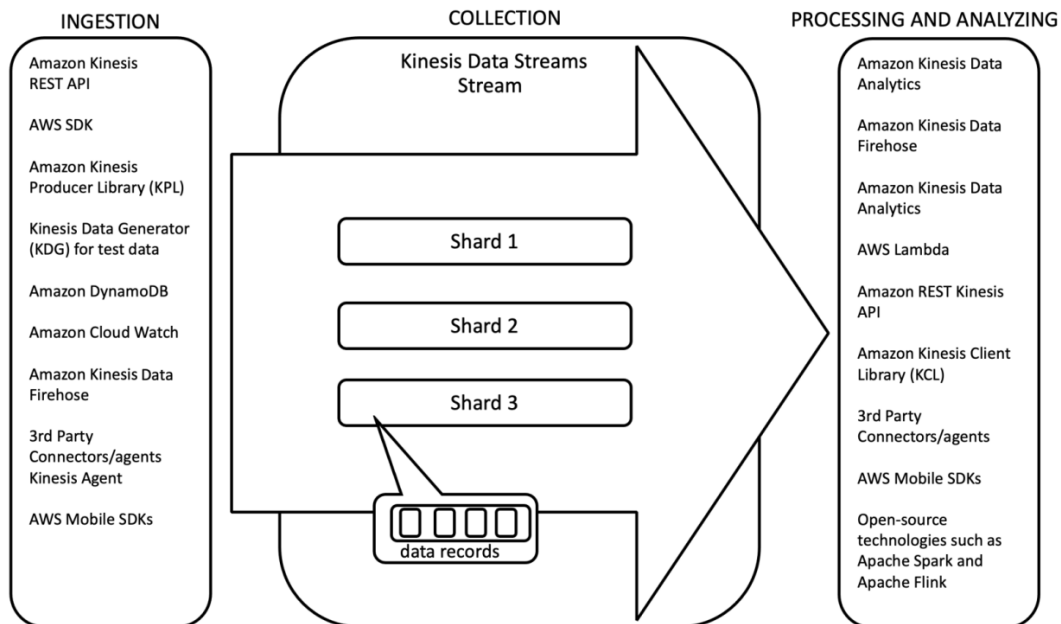 INGESTION
Amazon Kinesis
REST API
AWS SDK
Amazon Kinesis
Producer Library (KPL)
Kinesis Data Generator
(KDG) for test data
Amazon DynamoDB
Amazon Cloud Watch
Amazon Kinesis Data
Firehose
3rd Party
Connectors/agents
Kinesis Agent
AWS Mobile SDKs
COLLECTION
Kinesis Data Streams
Stream
Shard 1
Shard 2
Shard 3
data records
PROCESSING AND ANALYZING
Amazon Kinesis Data
Analytics
Amazon Kinesis Data
Firehose
Amazon Kinesis Data
Analytics
AWS Lambda
Amazon REST Kinesis
API
Amazon Kinesis Client
Library (KCL)
3rd Party
Connectors/agents
AWS Mobile SDKs
Open-source
technologies such as
Apache Spark and
Apache Flink